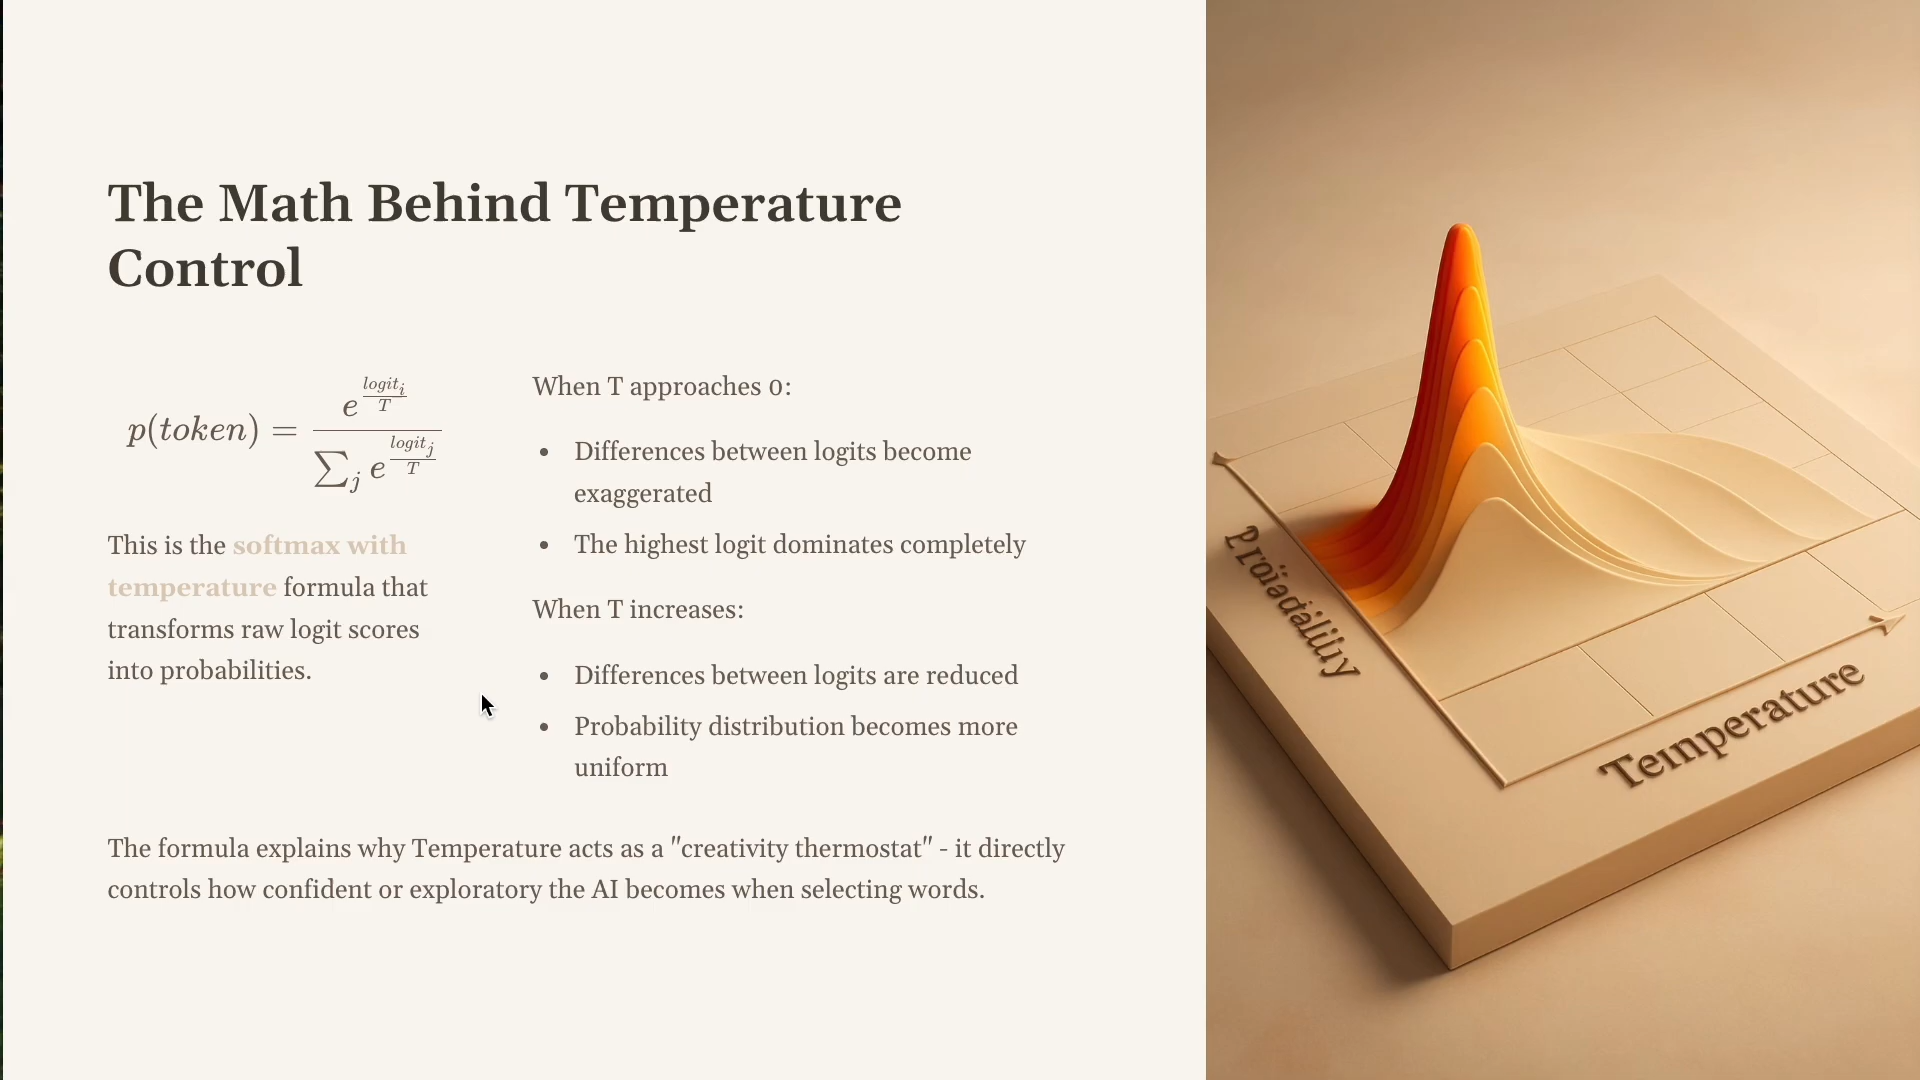 The Math Behind Temperature
Control
p(token) = e^{\frac{logit_i}{T}} / \sum_j e^{\frac{logit_j}{T}}
This is the softmax with
temperature formula that
transforms raw logit scores
into probabilities.
When T approaches 0:
• Differences between logits become
exaggerated
• The highest logit dominates completely
When T increases:
• Differences between logits are reduced
• Probability distribution becomes more
uniform
The formula explains why Temperature acts as a "creativity thermostat" - it directly
controls how confident or exploratory the AI becomes when selecting words.
Temperature